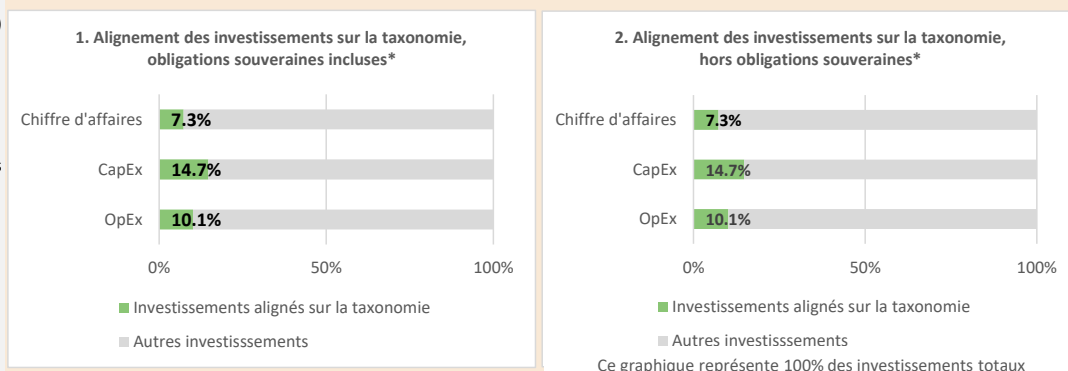 1. Alignement des investissements sur la taxonomie,
obligations souveraines incluses*
Chiffre d'affaires
7.3%
CapEx
14.7%
OpEx
10.1%
0%
50%
100%
Investissements alignés sur la taxonomie
Autres investisssements
2. Alignement des investissements sur la taxonomie,
hors obligations souveraines*
Chiffre d'affaires
7.3%
CapEx
14.7%
OpEx
10.1%
0%
50%
100%
Investissements alignés sur la taxonomie
Autres investisssements
Ce graphique représente 100% des investissements totaux